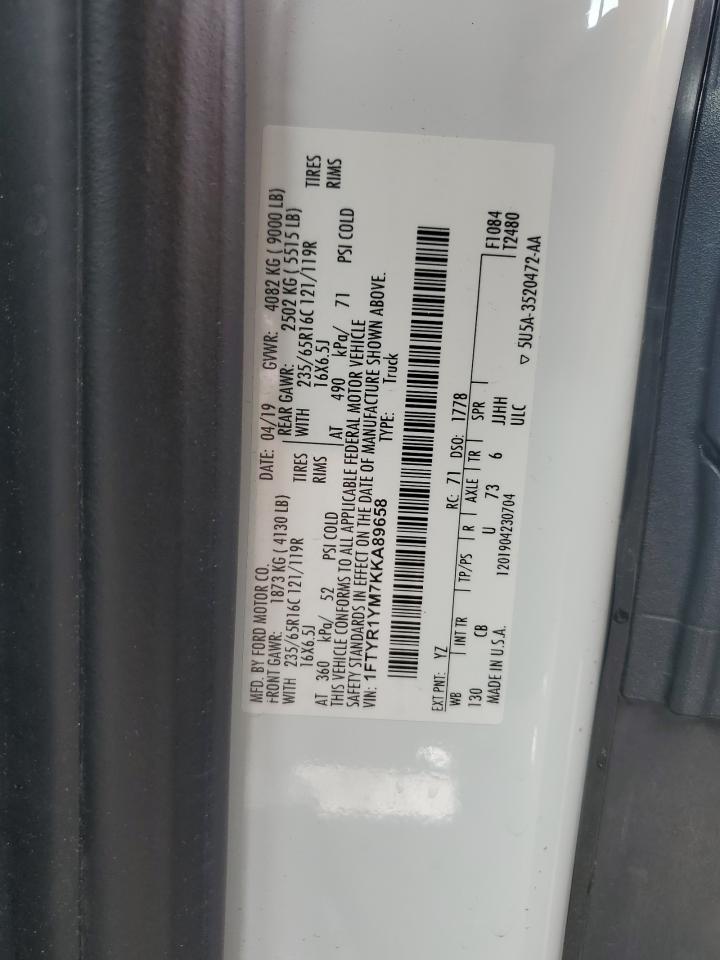 MFD. BY FORD MOTOR CO. DATE: 04/19 GVWR: 4082 KG ( 9000 LB)
FRONT GAWR: 1873 KG ( 4130 LB) REAR GAWR: 2502 KG ( 5515 LB)
WITH 235/65R16C 121/119R TIRES WITH 235/65R16C 121/119R TIRES
16X6.5J RIMS 16X6.5J RIMS
AT 360 kPa/ 52 PSI COLD AT 490 kPa/ 71 PSI COLD
THIS VEHICLE CONFORMS TO ALL APPLICABLE FEDERAL MOTOR VEHICLE
SAFETY STANDARDS IN EFFECT ON THE DATE OF MANUFACTURE SHOWN ABOVE.
VIN: 1FTYR1YM7KKA89658 TYPE: Truck
EXT PNT: YZ RC: 71 DSO: 1778
WB INT TR TP/PS R AXLE TR SPR F1084
130 CB U 73 6 JJHH T2480
MADE IN U.S.A. 1201904230704 ULC
▽ 5U5A-3520472-AA